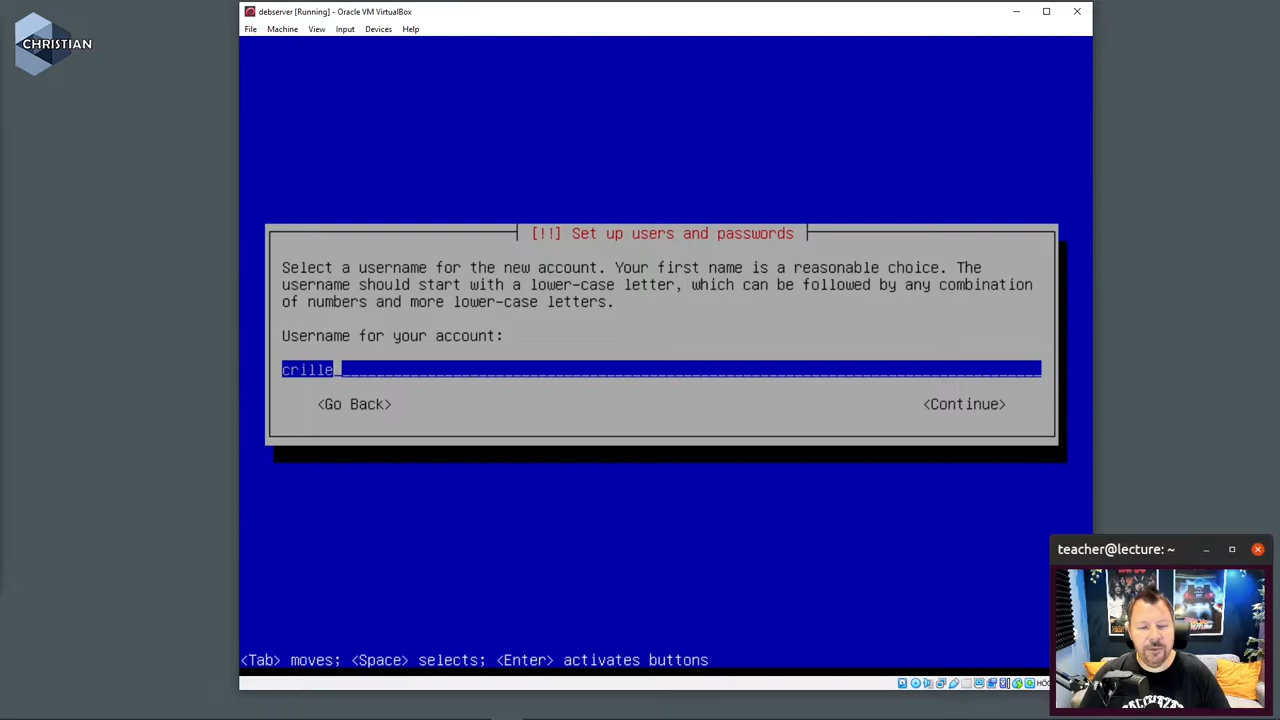 CHRISTIAN
debserver [Running] - Oracle VM VirtualBox
File Machine View Input Devices Help
[!!] Set up users and passwords
Select a username for the new account. Your first name is a reasonable choice. The
username should start with a lower-case letter, which can be followed by any combination
of numbers and more lower-case letters.
Username for your account:
crille
<Go Back> <Continue>
<Tab> moves; <Space> selects; <Enter> activates buttons
teacher@lecture: ~